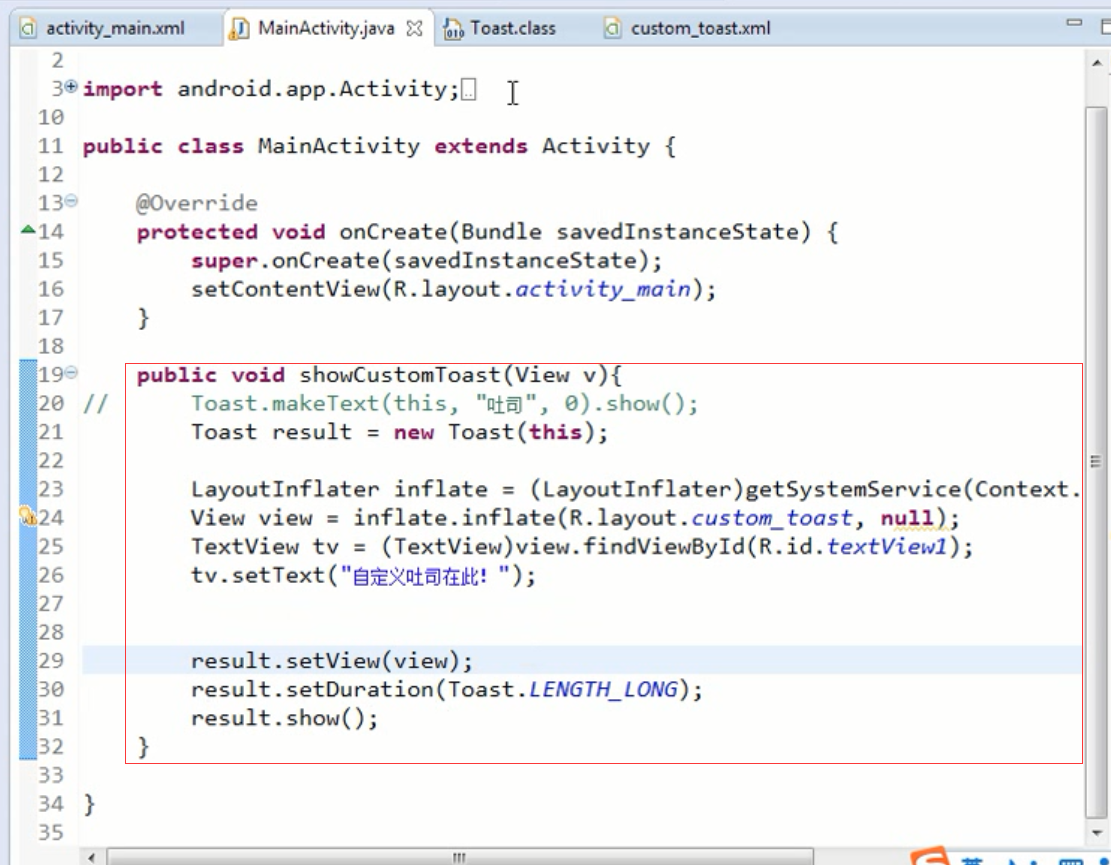 activity_main.xml MainActivity.java Toast.class custom_toast.xml
2
3 import android.app.Activity;
10
11 public class MainActivity extends Activity {
12
13 @Override
14 protected void onCreate(Bundle savedInstanceState) {
15 super.onCreate(savedInstanceState);
16 setContentView(R.layout.activity_main);
17 }
18
19 public void showCustomToast(View v){
20 // Toast.makeText(this, "吐司", 0).show();
21 Toast result = new Toast(this);
22
23 LayoutInflater inflate = (LayoutInflater)getSystemService(Context.
24 View view = inflate.inflate(R.layout.custom_toast, null);
25 TextView tv = (TextView)view.findViewById(R.id.textView1);
26 tv.setText("自定义吐司在此！");
27
28
29 result.setView(view);
30 result.setDuration(Toast.LENGTH_LONG);
31 result.show();
32 }
33
34 }
35